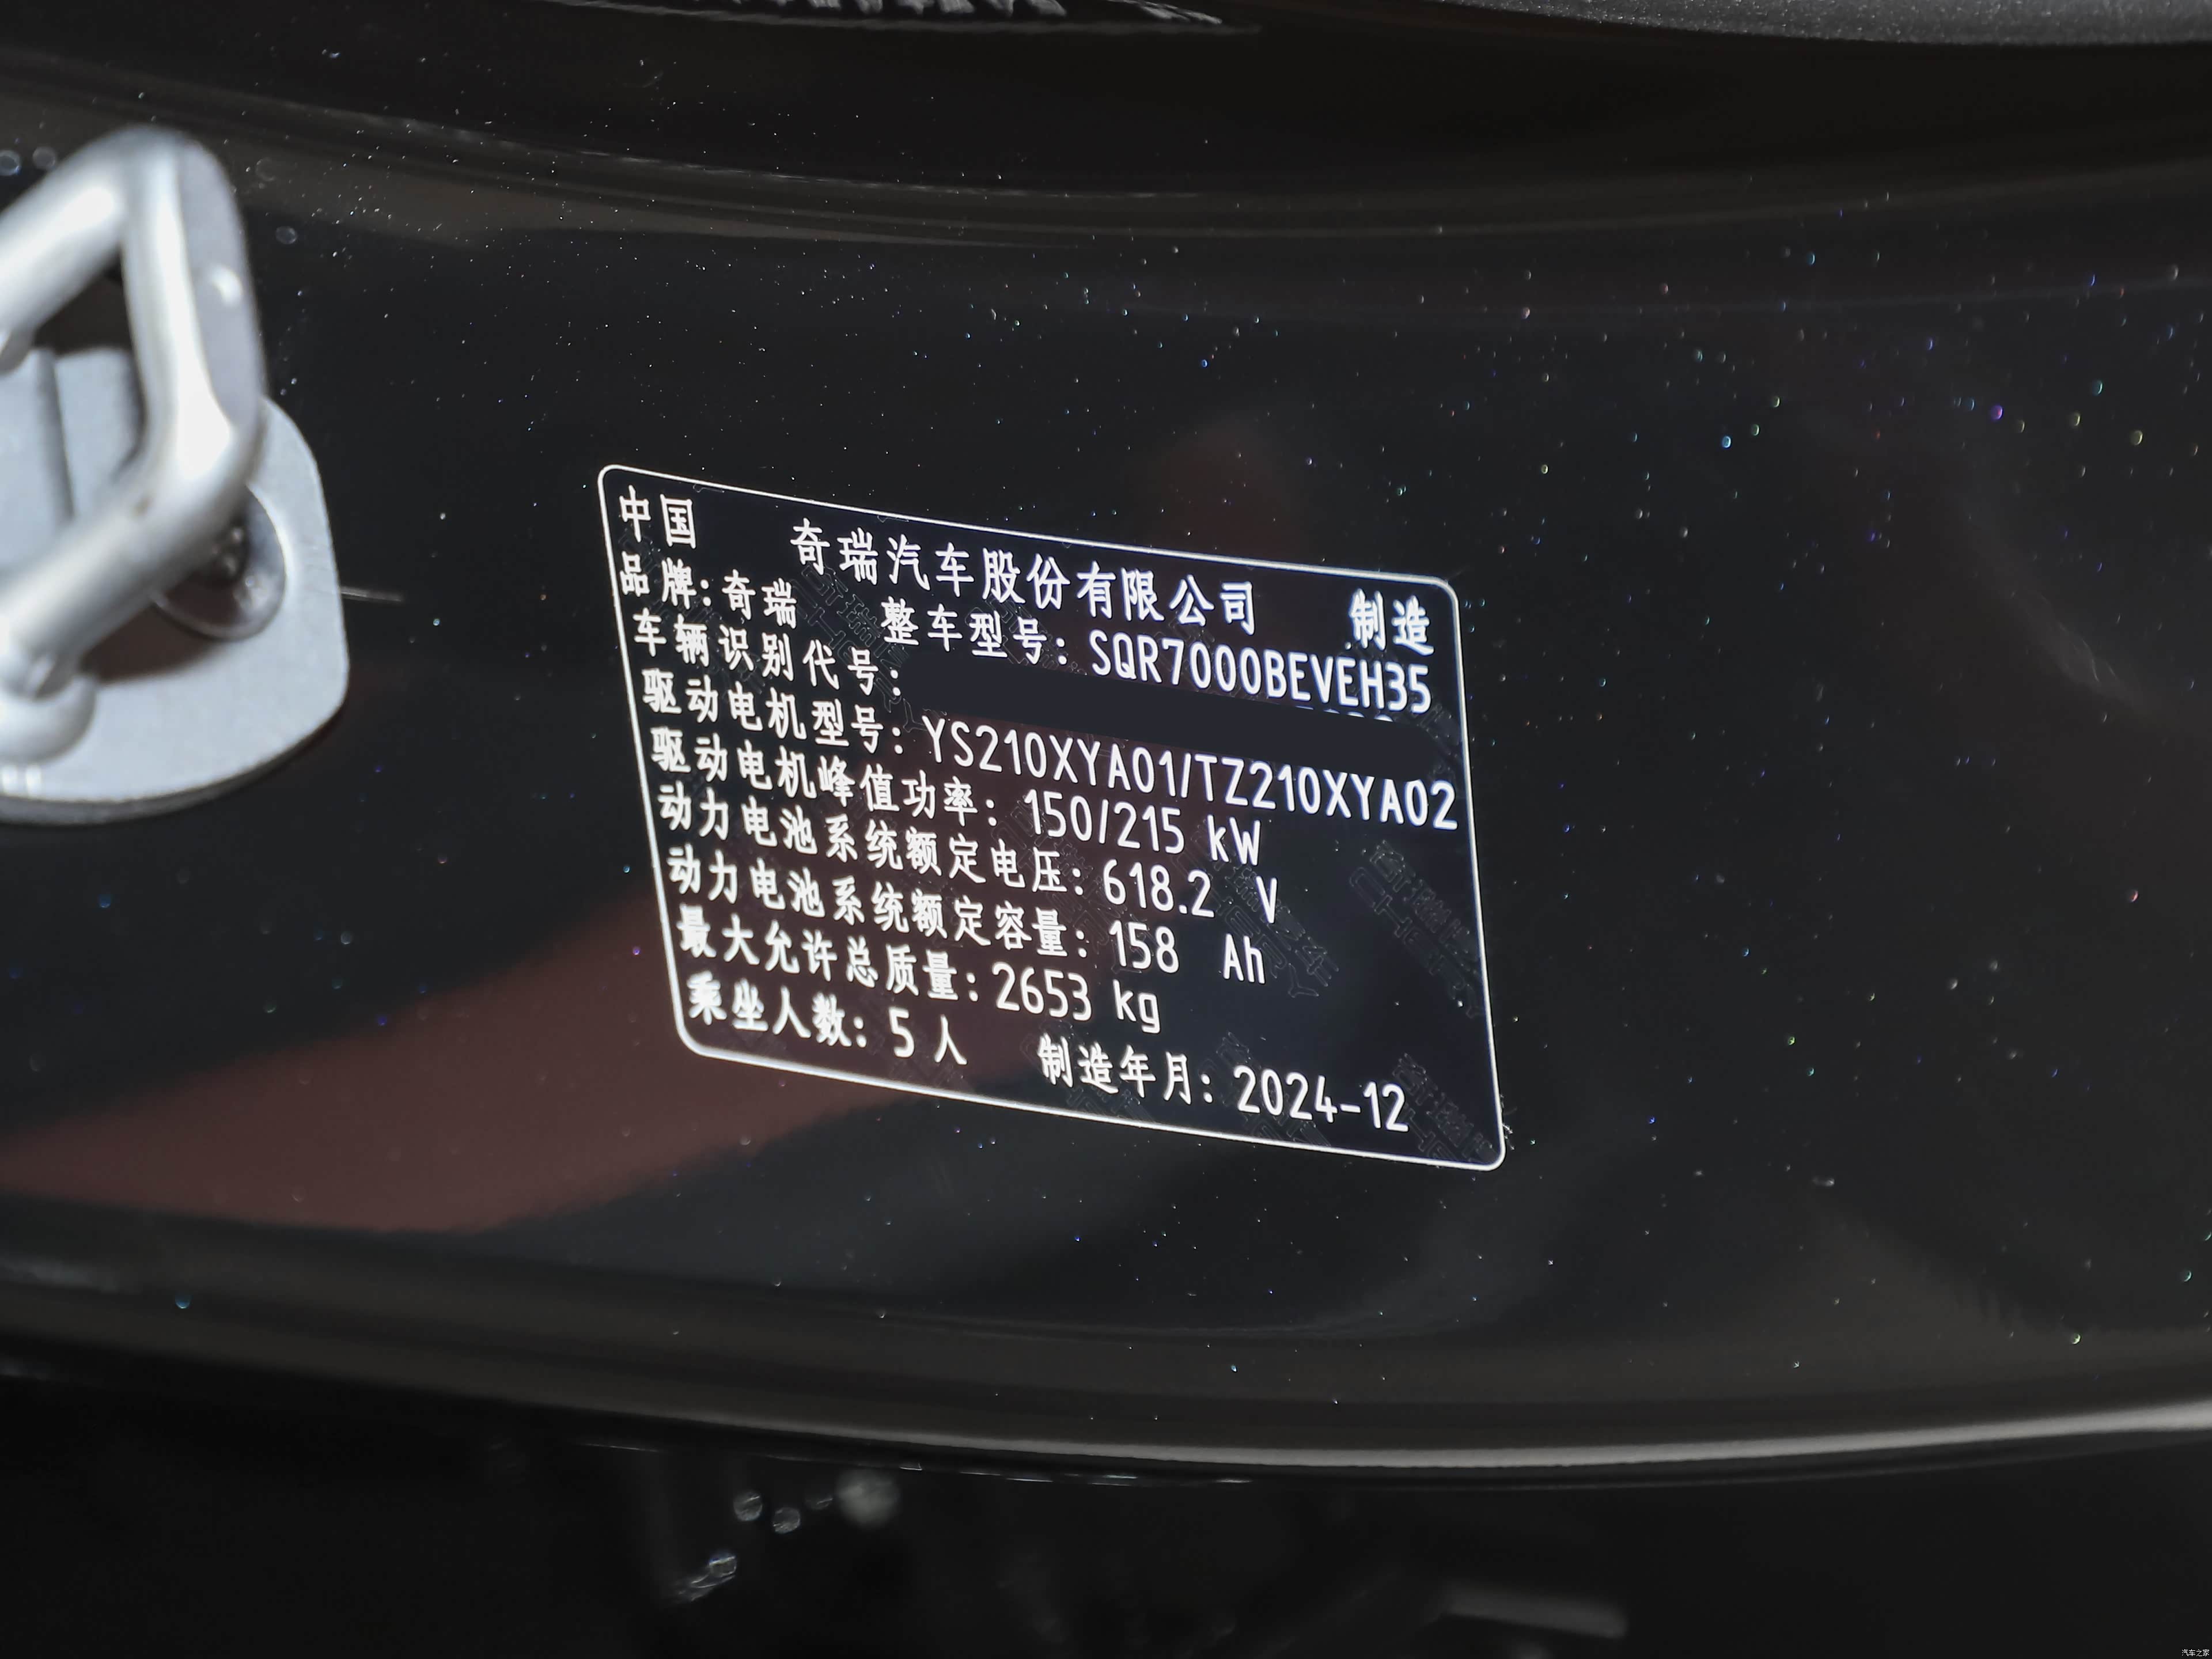 中国 奇瑞汽车股份有限公司 制造
品牌: 奇瑞 整车型号: SQR7000BEVEH35
车辆识别代号:
驱动电机型号: YS210XYA01/TZ210XYA02
驱动电机峰值功率: 150/215 kW
动力电池系统额定电压: 618.2 V
动力电池系统额定容量: 158 Ah
最大允许总质量: 2653 kg
乘坐人数: 5 人 制造年月: 2024-12
汽车之家